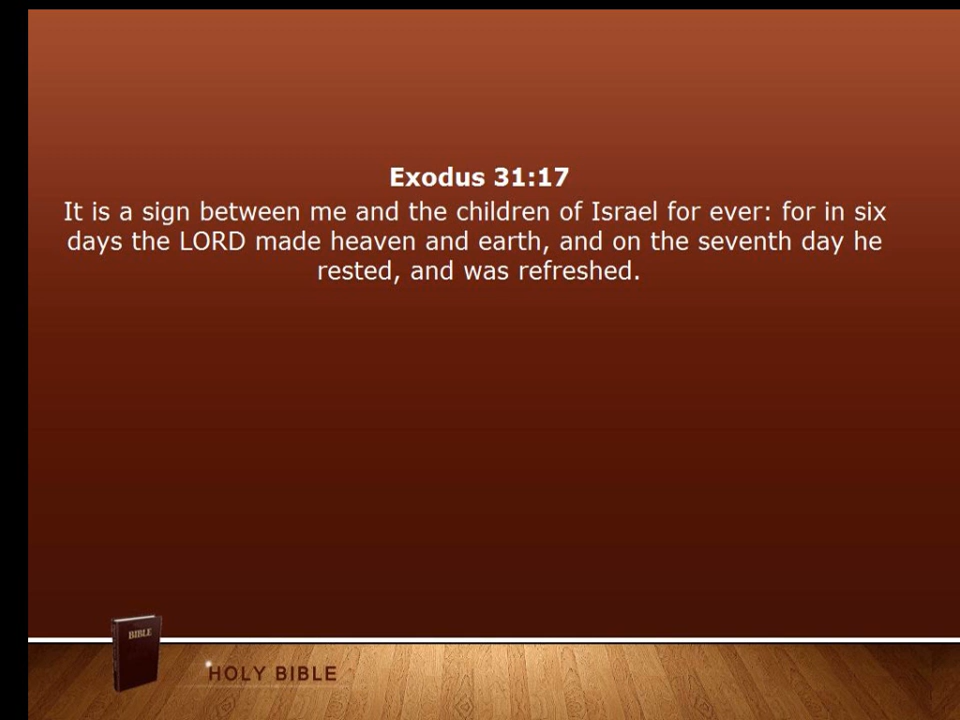 Exodus 31:17
It is a sign between me and the children of Israel for ever: for in six
days the LORD made heaven and earth, and on the seventh day he
rested, and was refreshed.
BIBLE
HOLY BIBLE